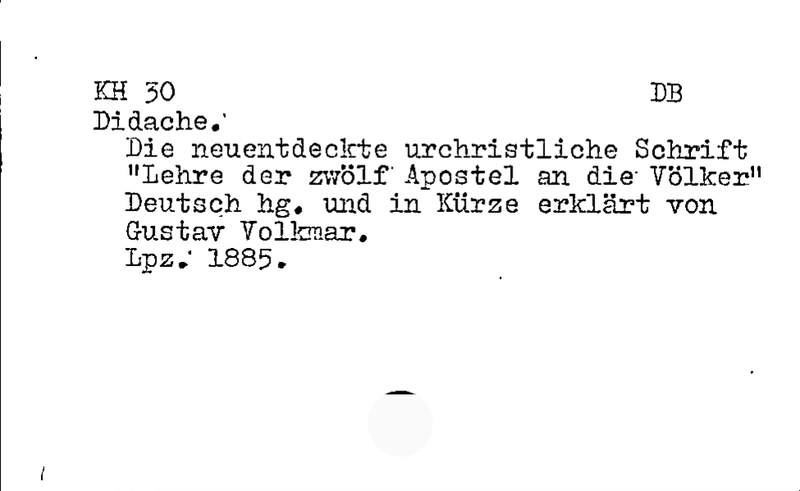 KH 30 DB
Didache.
Die neuentdeckte urchristliche Schrift
"Lehre der zwölf Apostel an die Völker"
Deutsch hg. und in Kürze erklärt von
Gustav Volkmar.
Lpz. 1885.